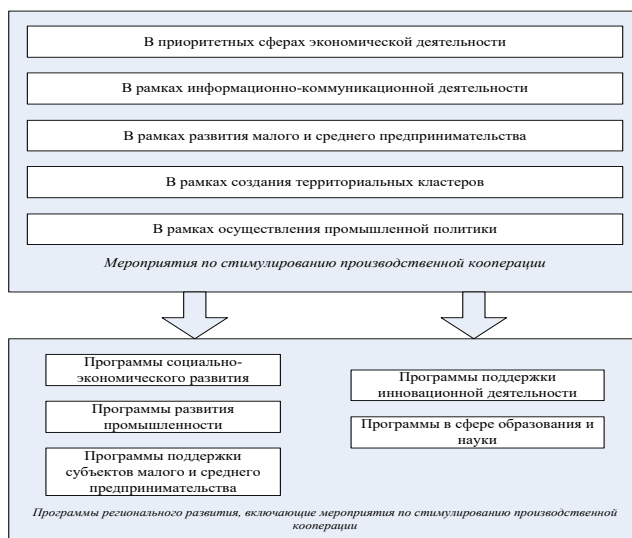 В приоритетных сферах экономической деятельности
В рамках информационно-коммуникационной деятельности
В рамках развития малого и среднего предпринимательства
В рамках создания территориальных кластеров
В рамках осуществления промышленной политики
Мероприятия по стимулированию производственной кооперации
Программы социально-
экономического развития
Программы развития
промышленности
Программы поддержки
субъектов малого и среднего
предпринимательства
Программы поддержки
инновационной деятельности
Программы в сфере образования и
науки
Программы регионального развития, включающие мероприятия по стимулированию производственной
кооперации